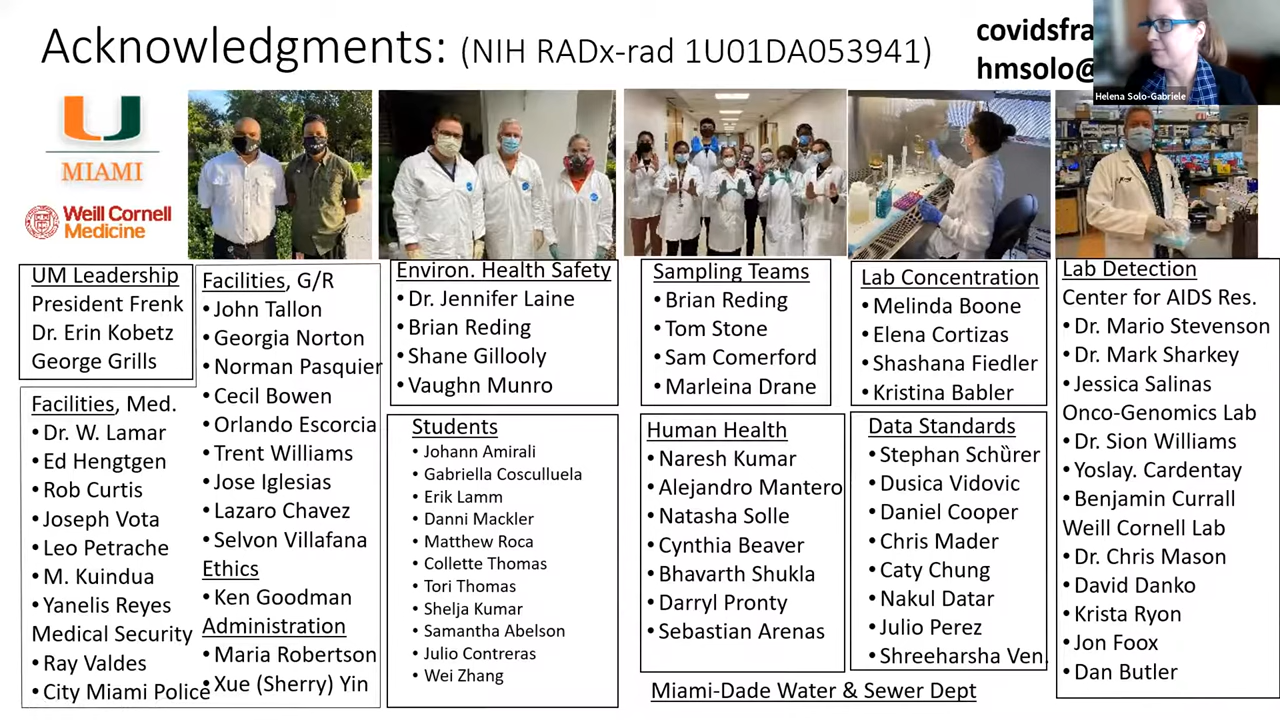 Acknowledgments: (NIH RADx-rad 1U01DA053941)
covidsfra
hmsolo@
Helena Solo-Gabriele
MIAMI
Weill Cornell
Medicine
UM Leadership
President Frenk
Dr. Erin Kobetz
George Grills
Facilities, Med.
•Dr. W. Lamar
•Ed Hengtgen
•Rob Curtis
•Joseph Vota
•Leo Petrache
•M. Kuindua
•Yanelis Reyes
Medical Security
•Ray Valdes
•City Miami Police
Facilities, G/R
•John Tallon
•Georgia Norton
•Norman Pasquier
•Cecil Bowen
•Orlando Escorcia
•Trent Williams
•Jose Iglesias
•Lazaro Chavez
•Selvon Villafana
Ethics
•Ken Goodman
Administration
•Maria Robertson
•Xue (Sherry) Yin
Environ. Health Safety
•Dr. Jennifer Laine
•Brian Reding
•Shane Gillooly
•Vaughn Munro
Students
•Johann Amirali
•Gabriella Cosculluela
•Erik Lamm
•Danni Mackler
•Matthew Roca
•Collette Thomas
•Tori Thomas
•Shelja Kumar
•Samantha Abelson
•Julio Contreras
•Wei Zhang
Sampling Teams
•Brian Reding
•Tom Stone
•Sam Comerford
•Marleina Drane
Human Health
•Naresh Kumar
•Alejandro Mantero
•Natasha Solle
•Cynthia Beaver
•Bhavarth Shukla
•Darryl Pronty
•Sebastian Arenas
Lab Concentration
•Melinda Boone
•Elena Cortizas
•Shashana Fiedler
•Kristina Babler
Data Standards
•Stephan Schȕrer
•Dusica Vidovic
•Daniel Cooper
•Chris Mader
•Caty Chung
•Nakul Datar
•Julio Perez
•Shreeharsha Ven.
Miami-Dade Water & Sewer Dept
Lab Detection
Center for AIDS Res.
•Dr. Mario Stevenson
•Dr. Mark Sharkey
•Jessica Salinas
Onco-Genomics Lab
•Dr. Sion Williams
•Yoslay. Cardentay
•Benjamin Currall
Weill Cornell Lab
•Dr. Chris Mason
•David Danko
•Krista Ryon
•Jon Foox
•Dan Butler